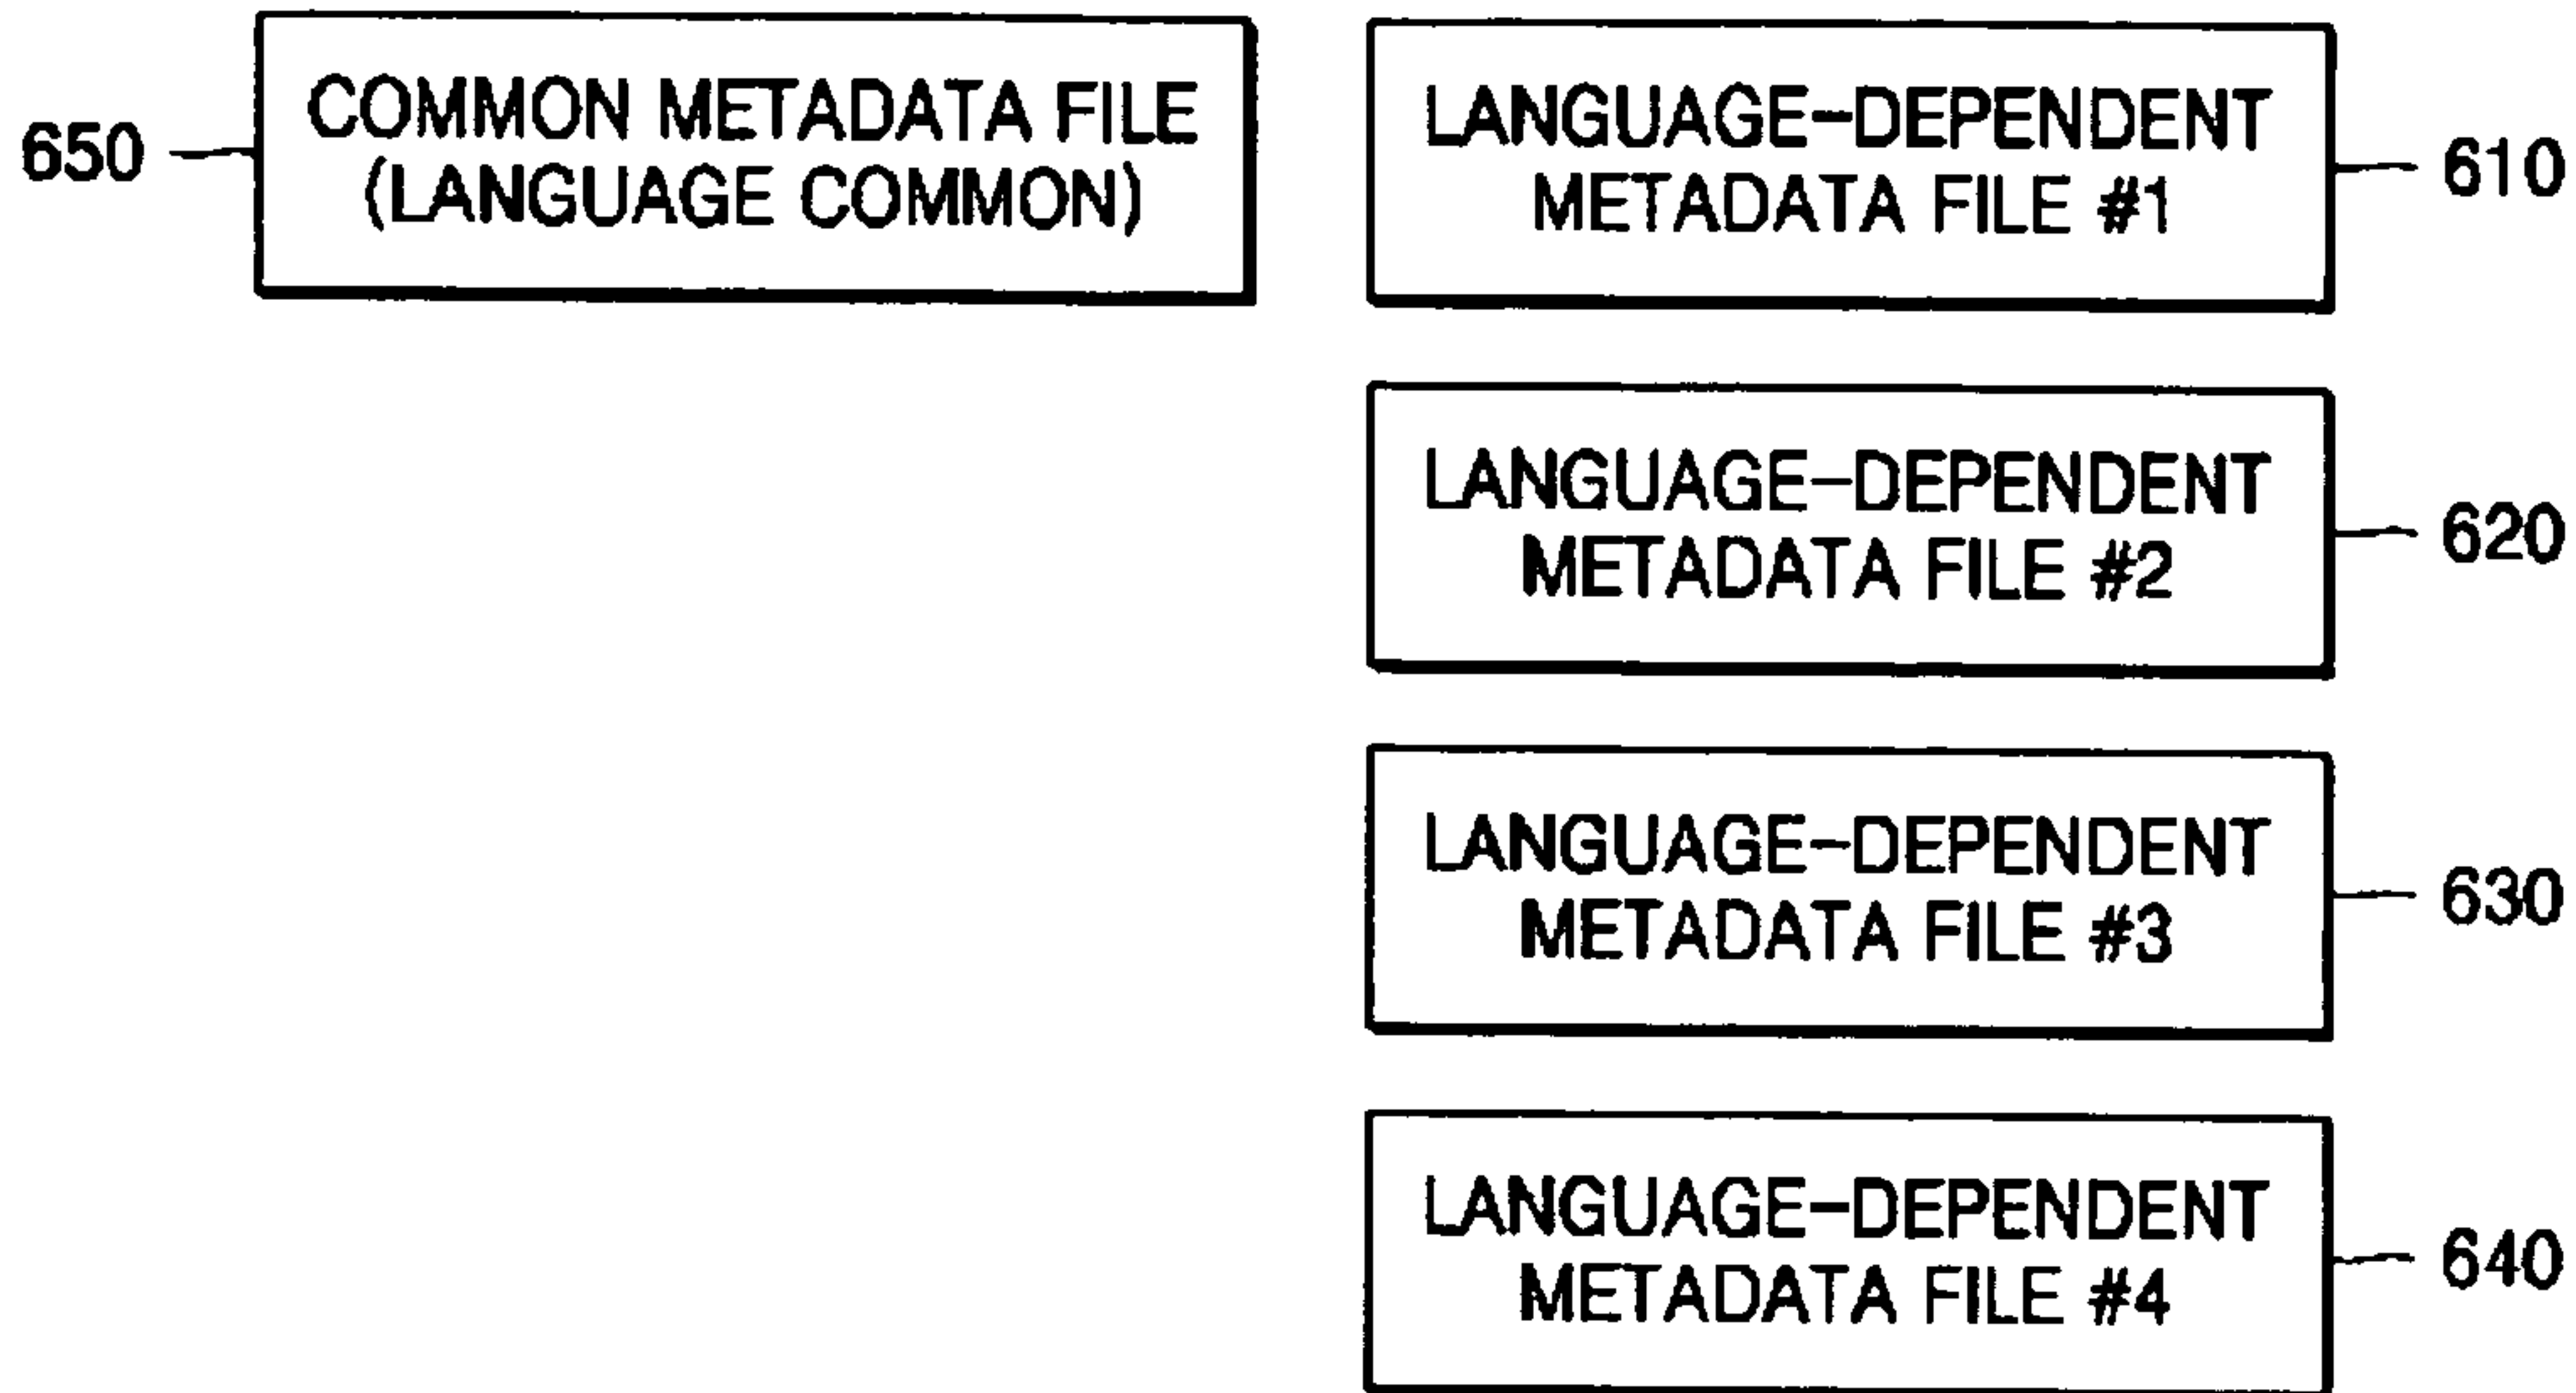 650
COMMON METADATA FILE
(LANGUAGE COMMON)
LANGUAGE-DEPENDENT
METADATA FILE #1
610
LANGUAGE-DEPENDENT
METADATA FILE #2
620
LANGUAGE-DEPENDENT
METADATA FILE #3
630
LANGUAGE-DEPENDENT
METADATA FILE #4
640